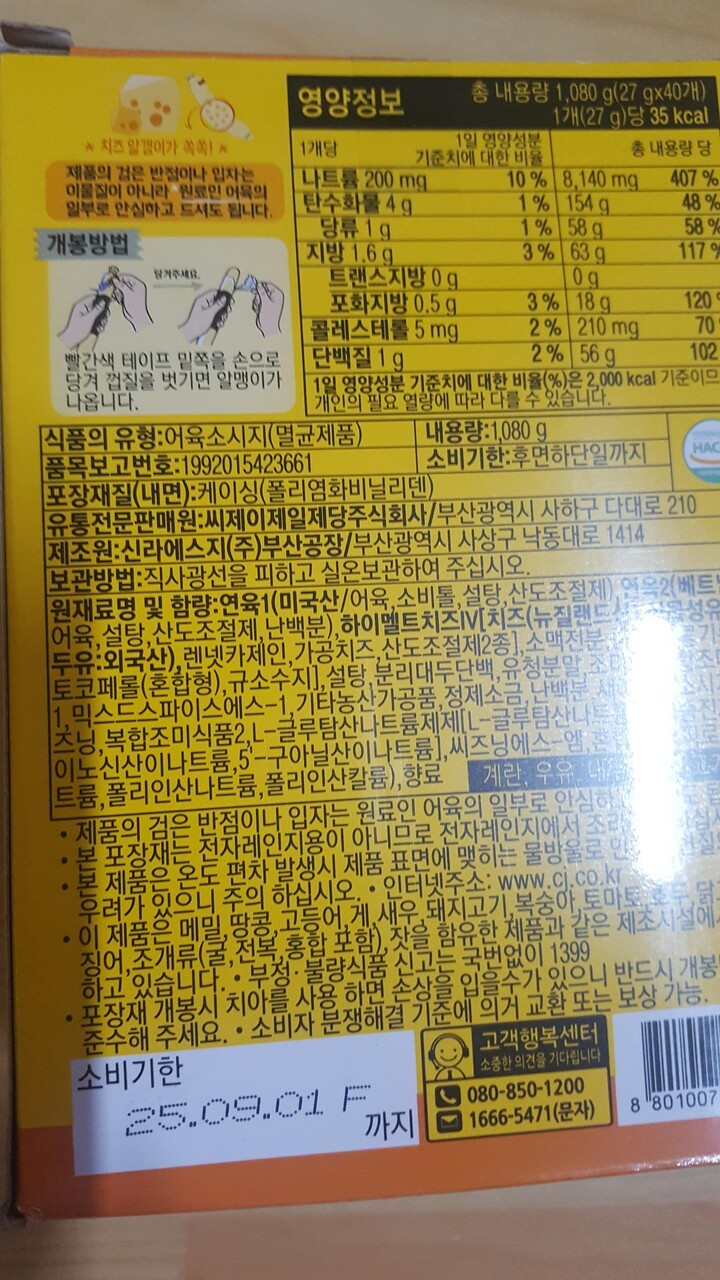 치즈 알갱이가 쏙쏙!
제품의 검은 반점이나 입자는
이물질이 아니라 원료인 어육의
일부로 안심하고 드셔도 됩니다.
개봉방법
당겨주세요.
빨간색 테이프 밑쪽을 손으로
당겨 껍질을 벗기면 알맹이가
나옵니다.
영양정보
총 내용량 1,080 g(27 gx40개)
1개(27 g)당 35 kcal
1개당 1일 영양성분 기준치에 대한 비율 총 내용량 당
나트륨 200 mg 10 % 8,140 mg 407 %
탄수화물 4 g 1 % 154 g 48 %
당류 1 g 1 % 58 g 58 %
지방 1.6 g 3 % 63 g 117 %
트랜스지방 0 g 0 g
포화지방 0.5 g 3 % 18 g 120
콜레스테롤 5 mg 2 % 210 mg 70
단백질 1 g 2 % 56 g 102
1일 영양성분 기준치에 대한 비율(%)은 2,000 kcal 기준이므
개인의 필요 열량에 따라 다를 수 있습니다.
식품의 유형:어육소시지(멸균제품) 내용량:1,080 g
품목보고번호:1992015423661 소비기한:후면하단일까지
HAC
포장재질(내면):케이싱(폴리염화비닐리덴)
유통전문판매원:씨제이제일제당주식회사/부산광역시 사하구 다대로 210
제조원:신라에스지(주)부산공장/부산광역시 사상구 낙동대로 1414
보관방법:직사광선을 피하고 실온보관하여 주십시오.
원재료명 및 함량:연육1(미국산/어육,소비톨,설탕,산도조절제),연육2(베트
어육,설탕,산도조절제,난백분),하이멜트치즈IV[치즈(뉴질랜드
두유:외국산),렌넷카제인,가공치즈,산도조절제2종],소맥전분,
토코페롤(혼합형),규소수지],설탕,분리대두단백,유청분말,
1,믹스드스파이스에스-1,기타농산가공품,정제소금,난백분,
즈닝,복합조미식품2,L-글루탐산나트륨제제[L-글루탐산나트
이노신산이나트륨,5'-구아닐산이나트륨],씨즈닝에스-엠,
트륨,폴리인산나트륨,폴리인산칼륨),향료 계란, 우유,
• 제품의 검은 반점이나 입자는 원료인 어육의 일부로 안심하
• 본 포장재는 전자레인지용이 아니므로 전자레인지에서 조리
• 본 제품은 온도 편차 발생시 제품 표면에 맺히는 물방울로
우려가 있으니 주의 하십시오. • 인터넷주소: www.cj.co.kr
• 이 제품은 메밀,땅콩,고등어,게,새우,돼지고기,복숭아,토마토,호두,닭
징어,조개류(굴,전복,홍합 포함),잣을 함유한 제품과 같은 제조시설에
하고 있습니다. • 부정·불량식품 신고는 국번없이 1399
• 포장재 개봉시 치아를 사용 하면 손상을 입을수가 있으니 반드시 개봉
준수해 주세요. • 소비자 분쟁해결 기준에 의거 교환 또는 보상 가능.
소비기한
25.09.01 F
까지
고객행복센터
소중한 의견을 기다립니다
080-850-1200
1666-5471(문자)
8 801007